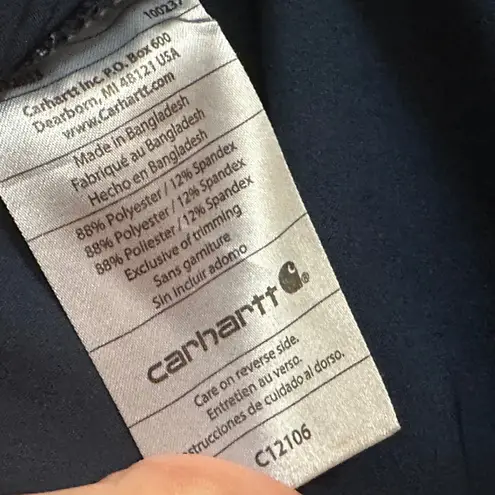 Carhartt Inc. P.O. Box 600
Dearborn, MI 48121 USA
www.Carhartt.com
Made in Bangladesh
Fabriqué au Bangladesh
Hecho en Bangladesh
88% Polyester / 12% Spandex
88% Polyester / 12% Spandex
88% Poliester / 12% Spandex
Exclusive of trimming
Sans garniture
Sin incluir adorno
carhartt
Care on reverse side.
Entretien au verso.
strucciones de cuidado al dorso.
C12106